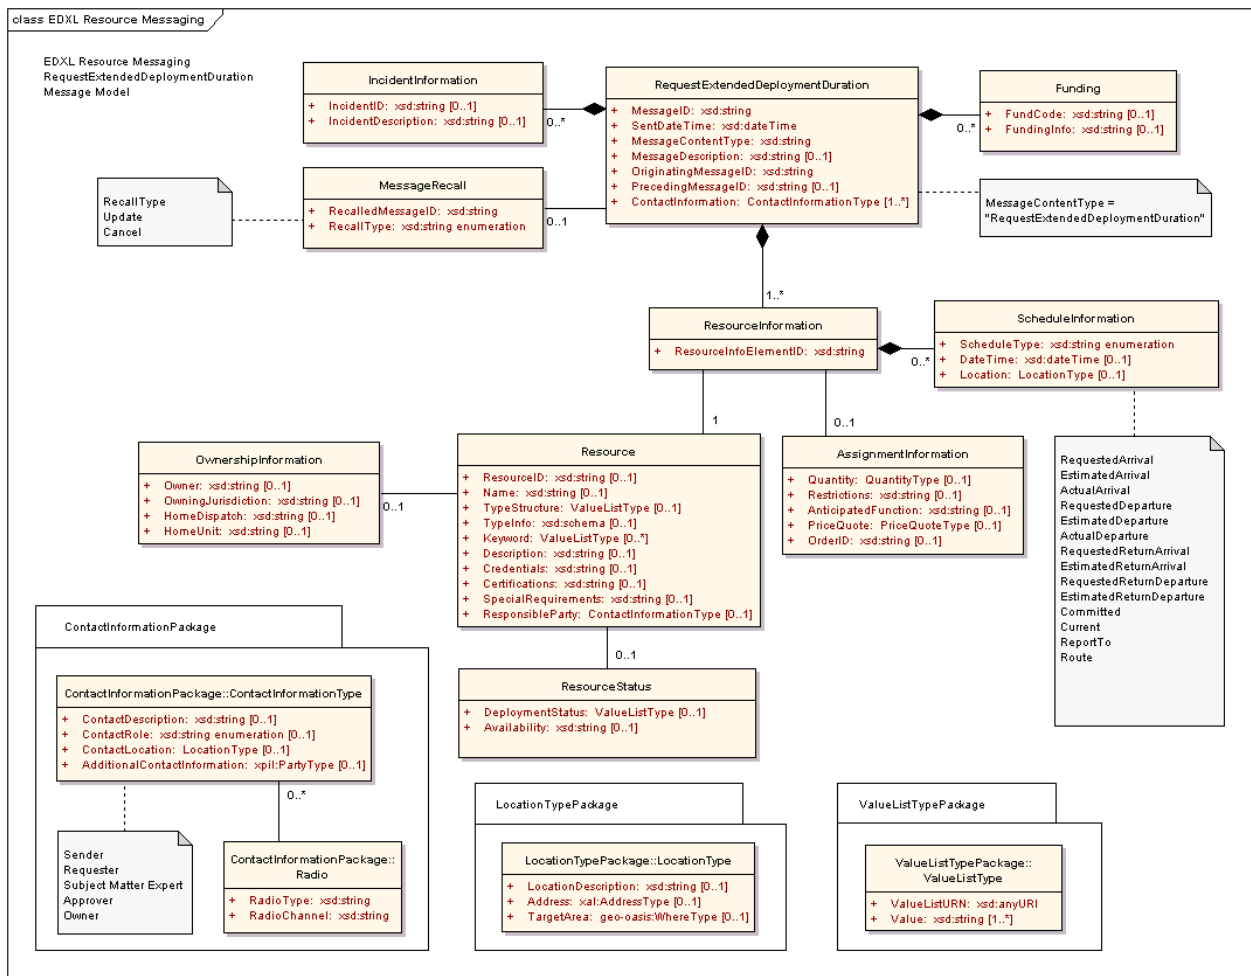 class EDXL Resource Messaging
EDXL Resource Messaging
RequestExtendedDeploymentDuration
Message Model
IncidentInformation
+ IncidentID: xsd:string [0..1]
+ IncidentDescription: xsd:string [0..1]
0..*
RequestExtendedDeploymentDuration
+ MessageID: xsd:string
+ SentDateTime: xsd:dateTime
+ MessageContentType: xsd:string
+ MessageDescription: xsd:string [0..1]
+ OriginatingMessageID: xsd:string
+ PrecedingMessageID: xsd:string [0..1]
+ ContactInformation: ContactInformationType [1..*]
Funding
+ FundCode: xsd:string [0..1]
+ FundingInfo: xsd:string [0..1]
0..*
RecallType
Update
Cancel
MessageRecall
+ RecalledMessageID: xsd:string
+ RecallType: xsd:string enumeration
0..1
MessageContentType =
"RequestExtendedDeploymentDuration"
1..*
ResourceInformation
+ ResourceInfoElementID: xsd:string
0..*
ScheduleInformation
+ ScheduleType: xsd:string enumeration
+ DateTime: xsd:dateTime [0..1]
+ Location: LocationType [0..1]
1
0..1
OwnershipInformation
+ Owner: xsd:string [0..1]
+ OwningJurisdiction: xsd:string [0..1]
+ HomeDispatch: xsd:string [0..1]
+ HomeUnit: xsd:string [0..1]
0..1
Resource
+ ResourceID: xsd:string [0..1]
+ Name: xsd:string [0..1]
+ TypeStructure: ValueListType [0..1]
+ TypeInfo: xsd:schema
+ Keyword: ValueListType [0..*]
+ Description: xsd:string [0..1]
+ Credentials: xsd:string [0..1]
+ Certifications: xsd:string [0..1]
+ SpecialRequirements: xsd:string [0..1]
+ ResponsibleParty: ContactInformationType [0..1]
AssignmentInformation
+ Quantity: QuantityType [0..1]
+ Restrictions: xsd:string [0..1]
+ AnticipatedFunction: xsd:string [0..1]
+ PriceQuote: PriceQuoteType [0..1]
+ OrderID: xsd:string [0..1]
RequestedArrival
EstimatedArrival
ActualArrival
RequestedDeparture
EstimatedDeparture
ActualDeparture
RequestedReturnArrival
EstimatedReturnArrival
RequestedReturnDeparture
EstimatedReturnDeparture
Committed
Current
ReportTo
Route
0..1
ResourceStatus
+ DeploymentStatus: ValueListType [0..1]
+ Availability: xsd:string [0..1]
ContactInformationPackage
ContactInformationPackage::ContactInformationType
+ ContactDescription: xsd:string [0..1]
+ ContactRole: xsd:string enumeration [0..1]
+ ContactLocation: LocationType [0..1]
+ AdditionalContactInformation: xpil:PartyType [0..1]
0..*
Sender
Requester
Subject Matter Expert
Approver
Owner
ContactInformationPackage::
Radio
+ RadioType: xsd:string
+ RadioChannel: xsd:string
LocationTypePackage
LocationTypePackage::LocationType
+ LocationDescription: xsd:string [0..1]
+ Address: xal:AddressType [0..1]
+ TargetArea: geo-oasis:WhereType [0..1]
ValueListTypePackage
ValueListTypePackage::
ValueListType
+ ValueListURN: xsd:anyURI
+ Value: xsd:string [1..*]